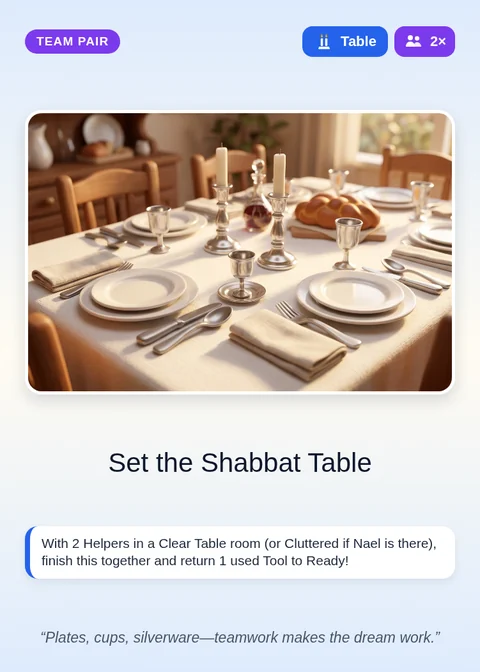 TEAM PAIR
Table
2×
Set the Shabbat Table
With 2 Helpers in a Clear Table room (or Cluttered if Nael is there),
finish this together and return 1 used Tool to Ready!
“Plates, cups, silverware—teamwork makes the dream work.”